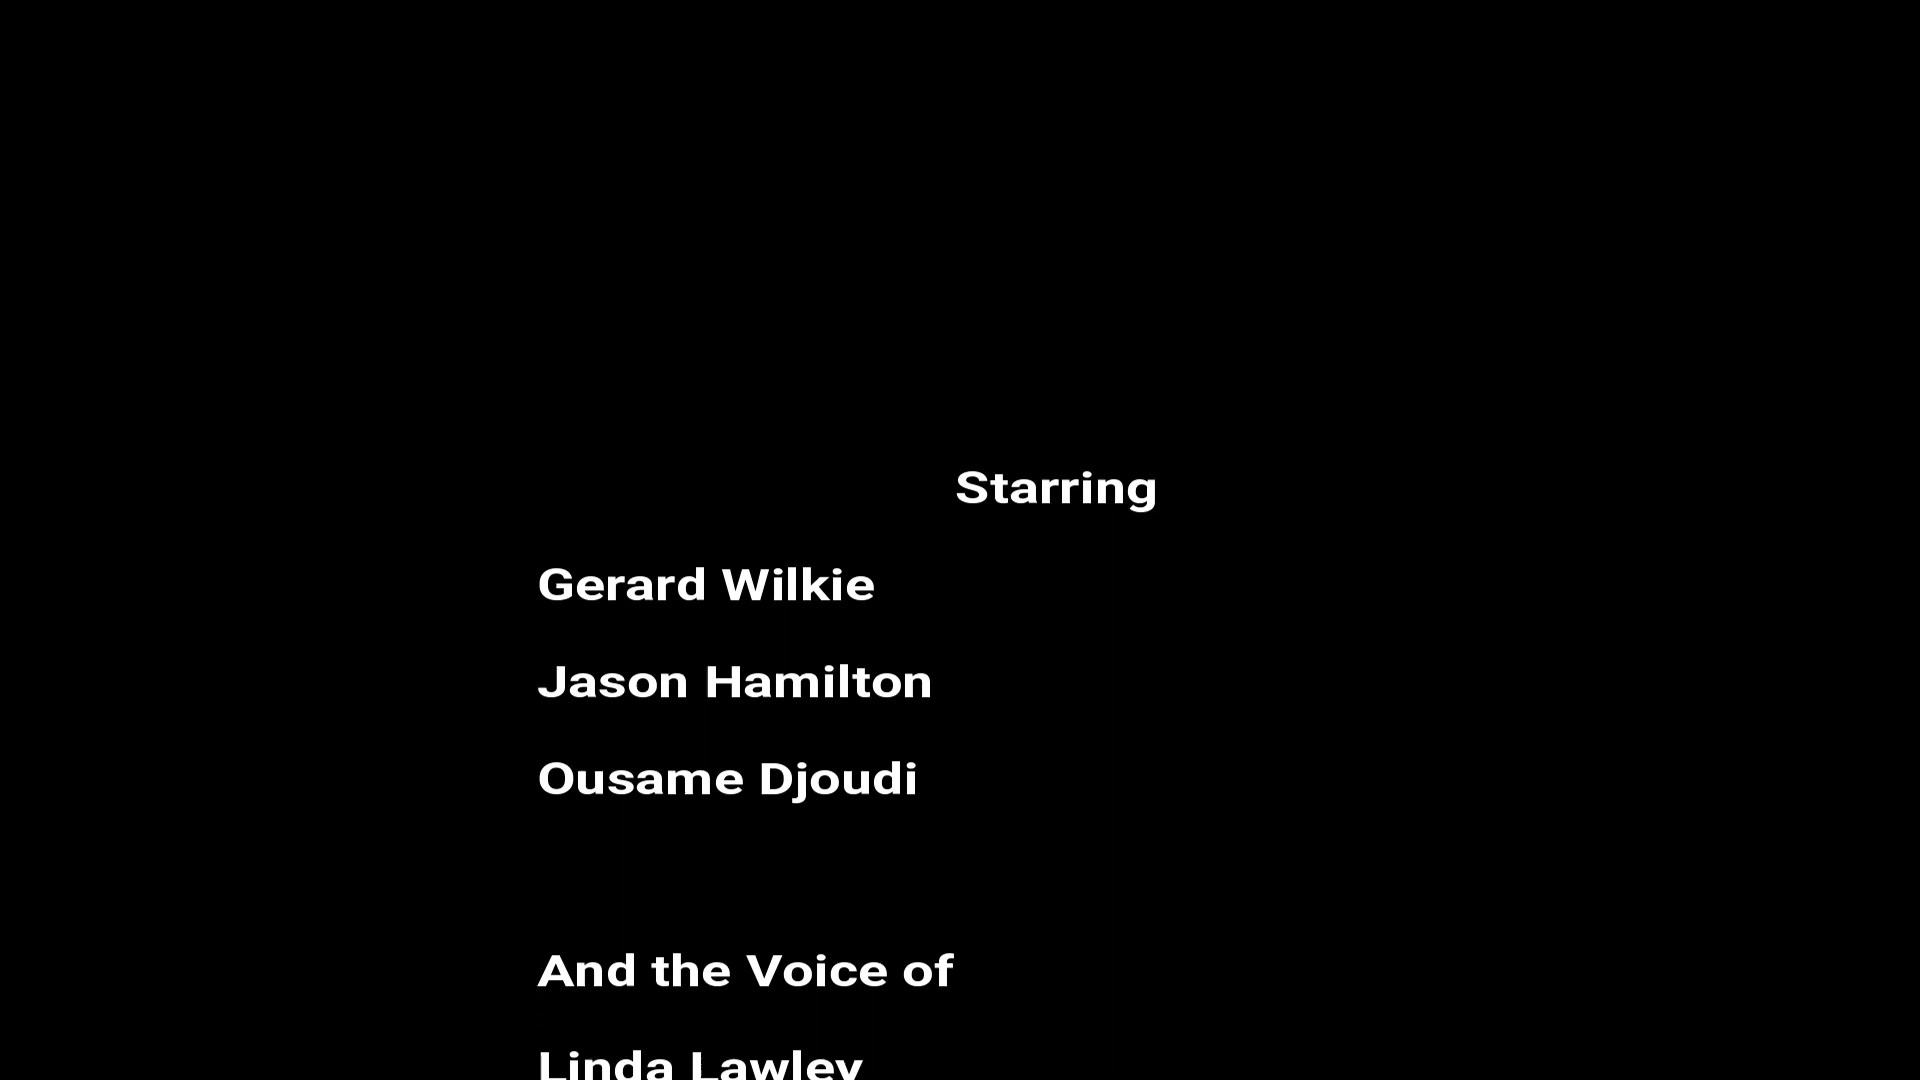 Starring
Gerard Wilkie
Jason Hamilton
Ousame Djoudi
And the Voice of
Linda Lawley